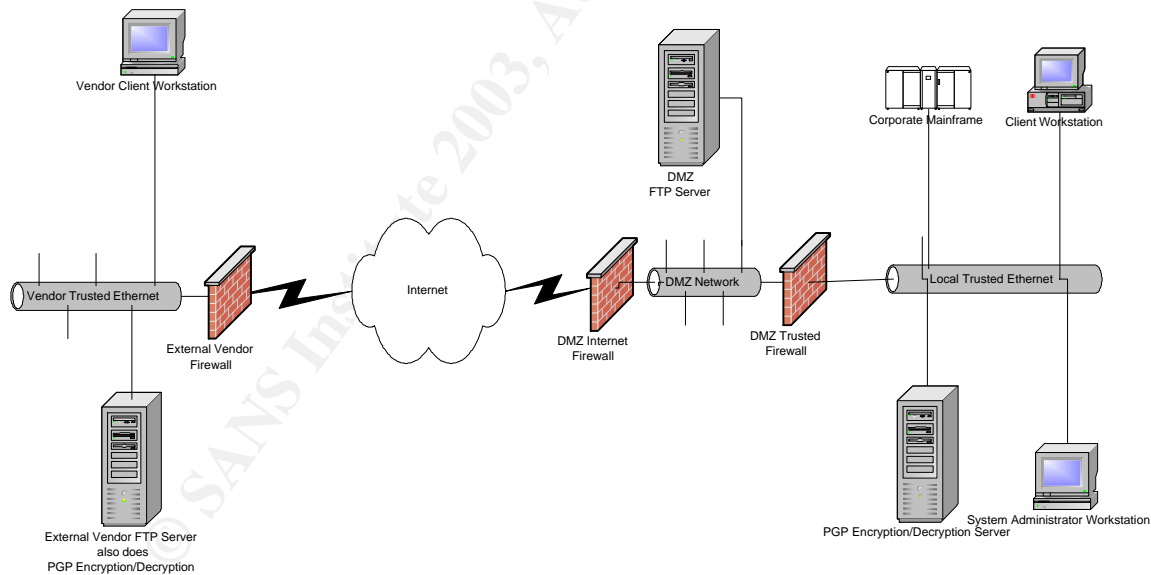 Vendor Client Workstation
DMZ
FTP Server
Corporate Mainframe
Client Workstation
Vendor Trusted Ethernet
External Vendor
Firewall
Internet
DMZ Internet
Firewall
DMZ Network
DMZ Trusted
Firewall
Local Trusted Ethernet
External Vendor FTP Server
also does
PGP Encryption/Decryption
PGP Encryption/Decryption Server
System Administrator Workstation
© SANS Institute 2003, A